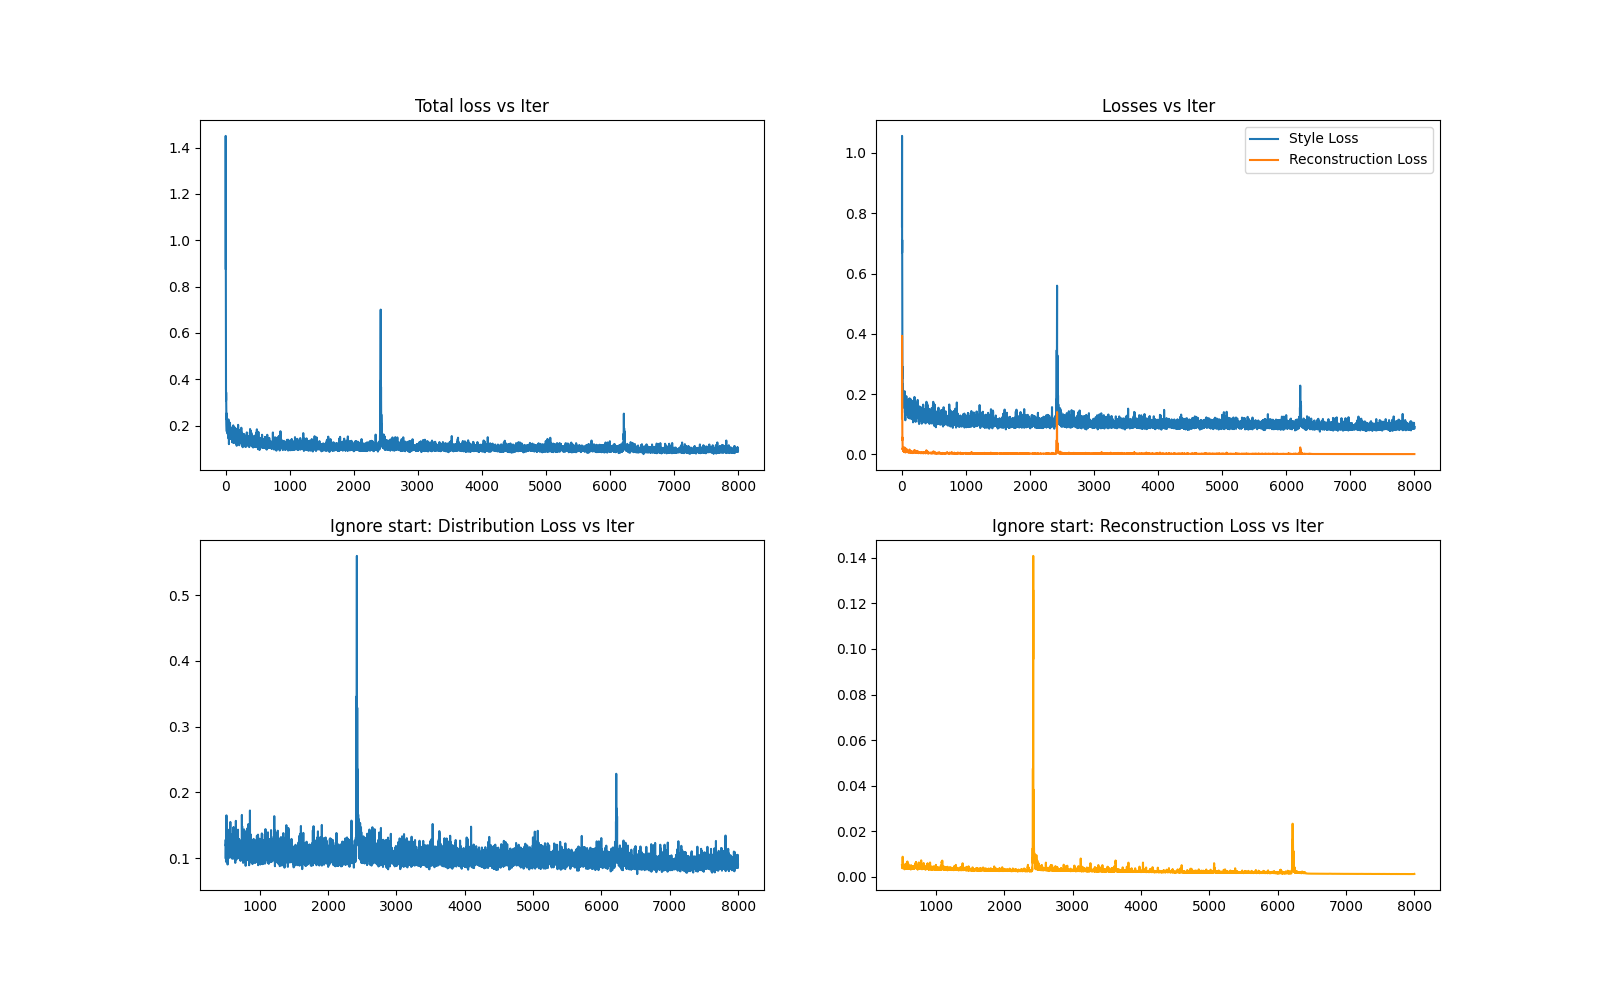 Total loss vs Iter
1.4
1.2
1.0
0.8
0.6
0.4
0.2
0 1000 2000 3000 4000 5000 6000 7000 8000
Losses vs Iter
Style Loss
Reconstruction Loss
1.0
0.8
0.6
0.4
0.2
0.0
0 1000 2000 3000 4000 5000 6000 7000 8000
Ignore start: Distribution Loss vs Iter
0.5
0.4
0.3
0.2
0.1
1000 2000 3000 4000 5000 6000 7000 8000
Ignore start: Reconstruction Loss vs Iter
0.14
0.12
0.10
0.08
0.06
0.04
0.02
0.00
1000 2000 3000 4000 5000 6000 7000 8000